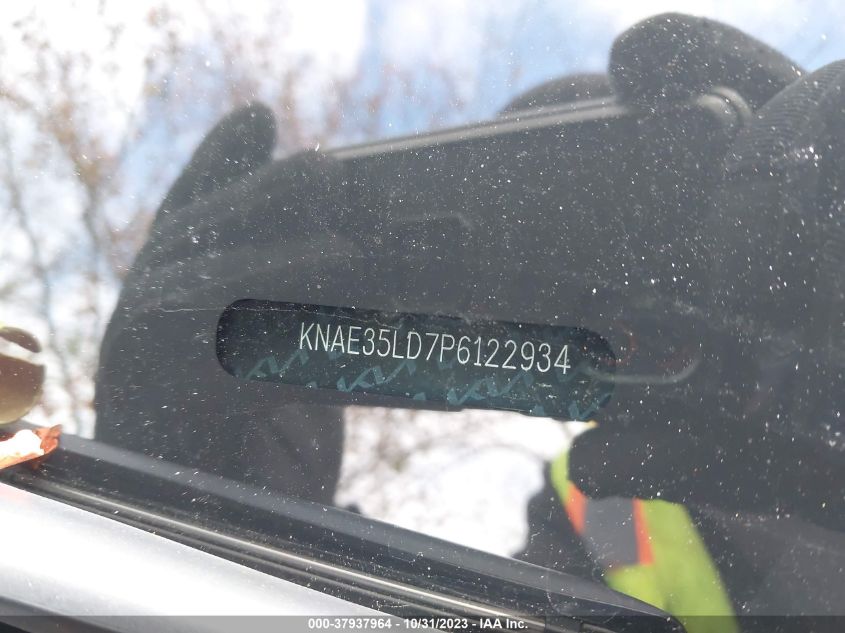 KNAE35LD7P6122934
000-37937964 - 10/31/2023 - IAA Inc.